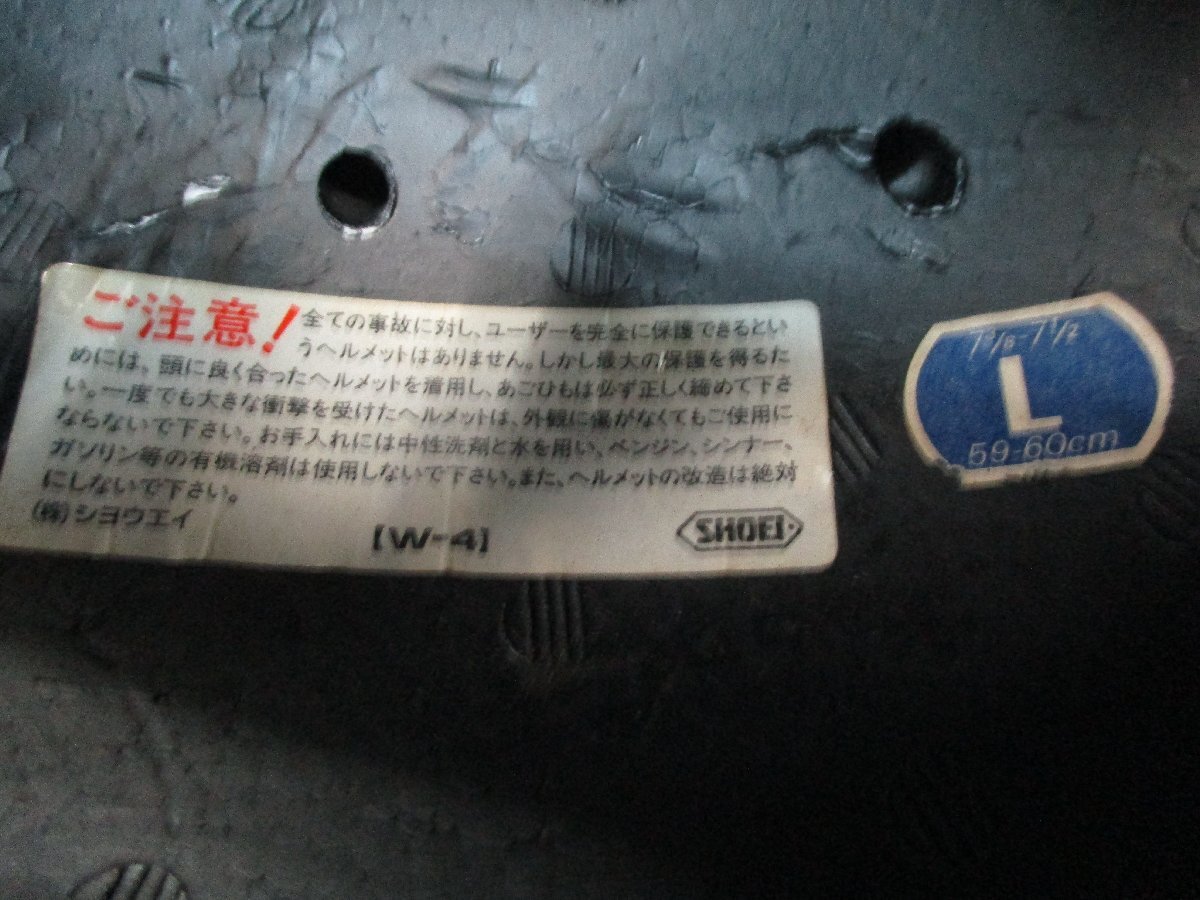 ご注意！全ての事故に対し、ユーザーを完全に保護できるとい
うヘルメットはありません。しかし最大の保護を得るた
めには、頭に良く合ったヘルメットを着用し、あごひもは必ず正しく締めて下さ
い。一度でも大きな衝撃を受けたヘルメットは、外観に傷がなくてもご使用に
ならないで下さい。お手入れには中性洗剤と水を用い、ベンジン、シンナー、
ガソリン等の有機溶剤は使用しないで下さい。また、ヘルメットの改造は絶対
にしないで下さい。
(株)シヨウエイ
【W-4】
SHOEI
L
59-60cm